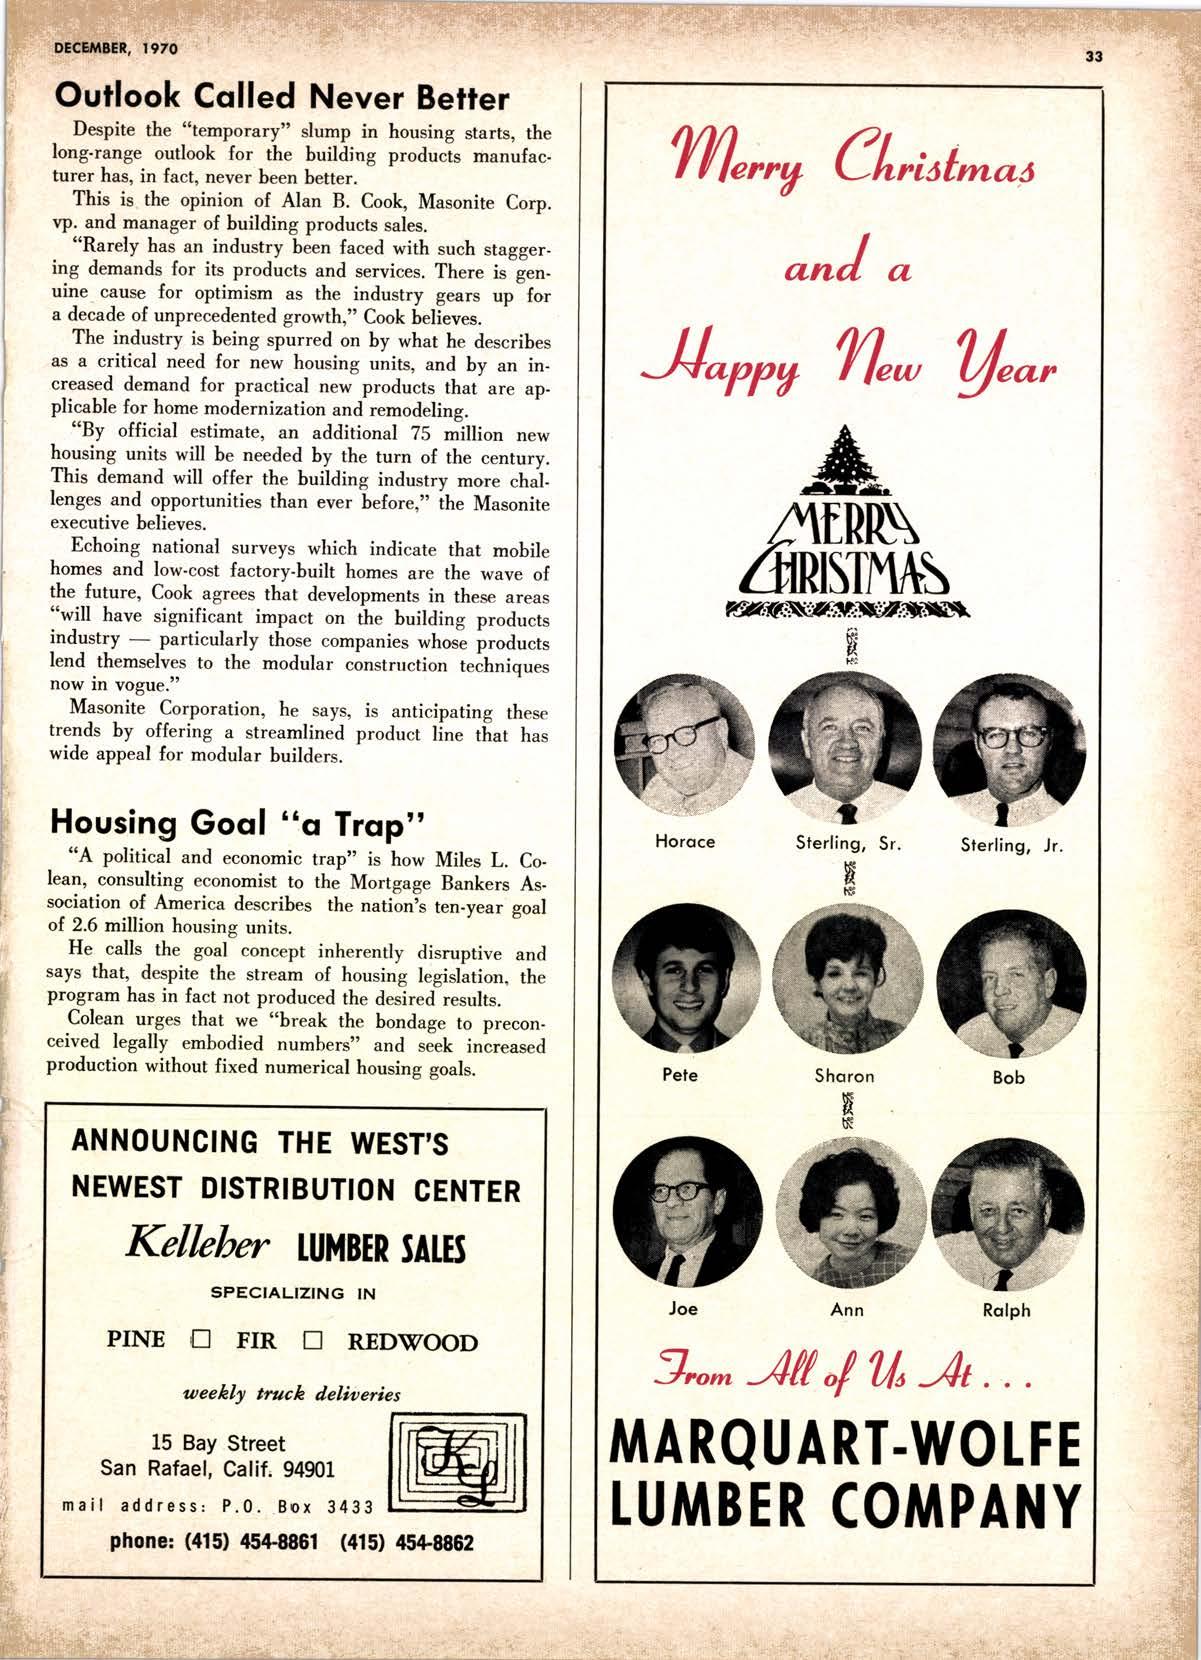 DECEMBER, 1970
33
Outlook Called Never Better
Despite the “temporary” slump in housing starts, the
long-range outlook for the building products manufac-
turer has, in fact, never been better.
This is the opinion of Alan B. Cook, Masonite Corp.
vp. and manager of building products sales.
“Rarely has an industry been faced with such stagger-
ing demands for its products and services. There is gen-
uine cause for optimism as the industry gears up for
a decade of unprecedented growth,” Cook believes.
The industry is being spurred on by what he describes
as a critical need for new housing units, and by an in-
creased demand for practical new products that are ap-
plicable for home modernization and remodeling.
“By official estimate, an additional 75 million new
housing units will be needed by the turn of the century.
This demand will offer the building industry more chal-
lenges and opportunities than ever before,” the Masonite
executive believes.
Echoing national surveys which indicate that mobile
homes and low-cost factory-built homes are the wave of
the future, Cook agrees that developments in these areas
“will have significant impact on the building products
industry — particularly those companies whose products
lend themselves to the modular construction techniques
now in vogue.”
Masonite Corporation, he says, is anticipating these
trends by offering a streamlined product line that has
wide appeal for modular builders.
Housing Goal “a Trap”
“A political and economic trap” is how Miles L. Co-
lean, consulting economist to the Mortgage Bankers As-
sociation of America describes the nation’s ten-year goal
of 2.6 million housing units.
He calls the goal concept inherently disruptive and
says that, despite the stream of housing legislation, the
program has in fact not produced the desired results.
Colean urges that we “break the bondage to precon-
ceived legally embodied numbers” and seek increased
production without fixed numerical housing goals.
ANNOUNCING THE WEST'S
NEWEST DISTRIBUTION CENTER
Kelleher LUMBER SALES
SPECIALIZING IN
PINE □ FIR □ REDWOOD
weekly truck deliveries
15 Bay Street
San Rafael, Calif. 94901
mail address: P.O. Box 3433
KL
phone: (415) 454-8861 (415) 454-8862
Merry Christmas
and a
Happy New Year
MERRY
CHRISTMAS
Horace Sterling, Sr. Sterling, Jr.
Pete Sharon Bob
Joe Ann Ralph
From All of Us At . . .
MARQUART-WOLFE
LUMBER COMPANY